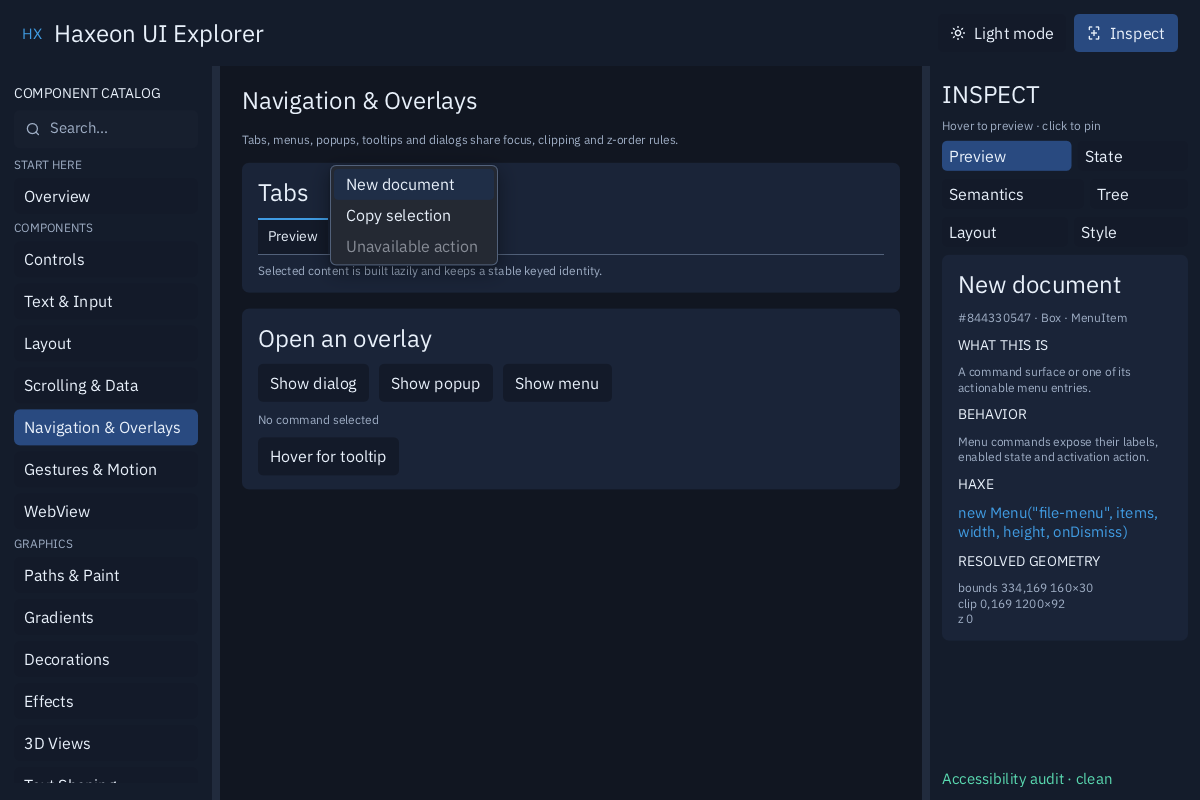 HX Haxeon UI Explorer
Light mode
Inspect
COMPONENT CATALOG
Search...
START HERE
Overview
COMPONENTS
Controls
Text & Input
Layout
Scrolling & Data
Navigation & Overlays
Gestures & Motion
WebView
GRAPHICS
Paths & Paint
Gradients
Decorations
Effects
3D Views
Text Shaping
Navigation & Overlays
Tabs, menus, popups, tooltips and dialogs share focus, clipping and z-order rules.
Tabs
Preview
New document
Copy selection
Unavailable action
Selected content is built lazily and keeps a stable keyed identity.
Open an overlay
Show dialog
Show popup
Show menu
No command selected
Hover for tooltip
INSPECT
Hover to preview · click to pin
Preview
State
Semantics
Tree
Layout
Style
New document
#844330547 · Box · MenuItem
WHAT THIS IS
A command surface or one of its
actionable menu entries.
BEHAVIOR
Menu commands expose their labels,
enabled state and activation action.
HAXE
new Menu("file-menu", items,
width, height, onDismiss)
RESOLVED GEOMETRY
bounds 334,169 160×30
clip 0,169 1200×92
z 0
Accessibility audit · clean